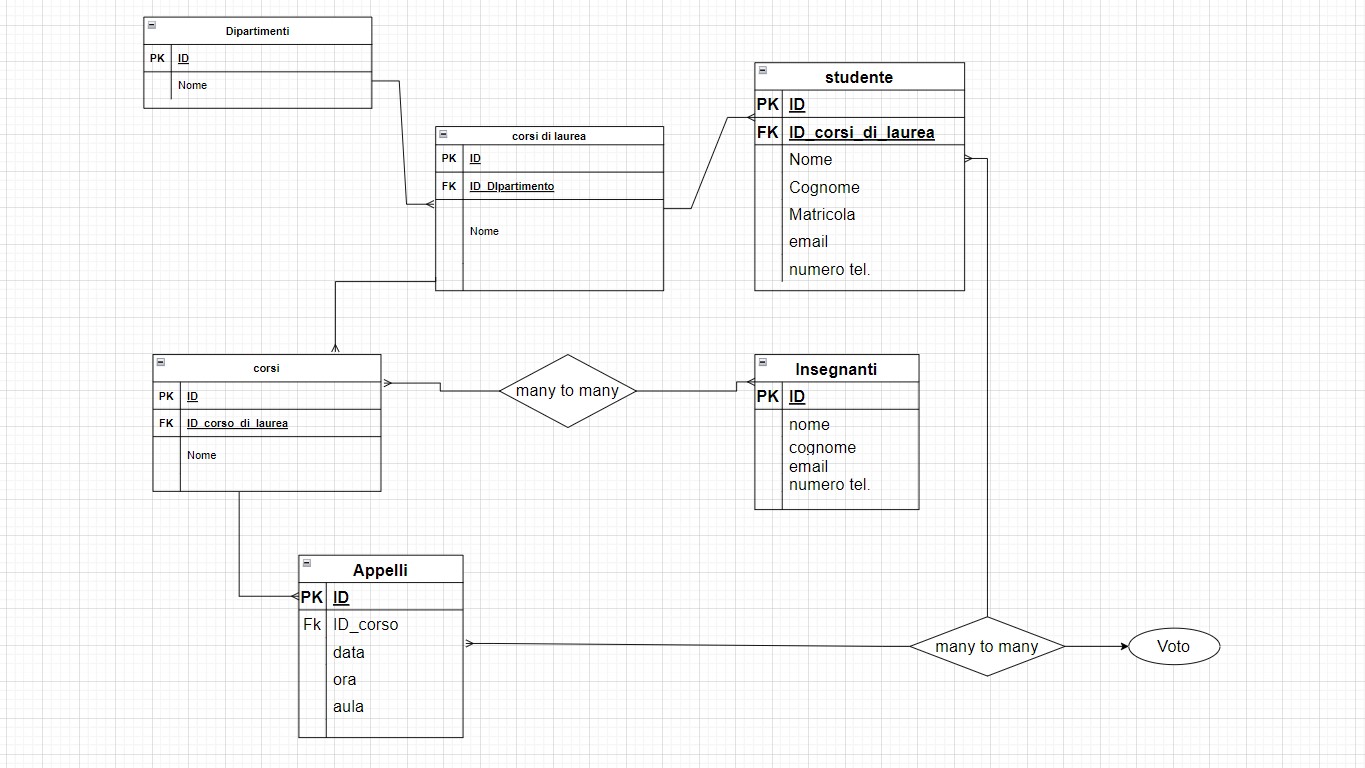 Dipartimenti
PK ID
Nome
studente
PK ID
FK ID_corsi_di_laurea
Nome
Cognome
Matricola
email
numero tel.
corsi di laurea
PK ID
FK ID_DIpartimento
Nome
corsi
PK ID
FK ID_corso_di_laurea
Nome
many to many
Insegnanti
PK ID
nome
cognome
email
numero tel.
Appelli
PK ID
Fk ID_corso
data
ora
aula
many to many
Voto